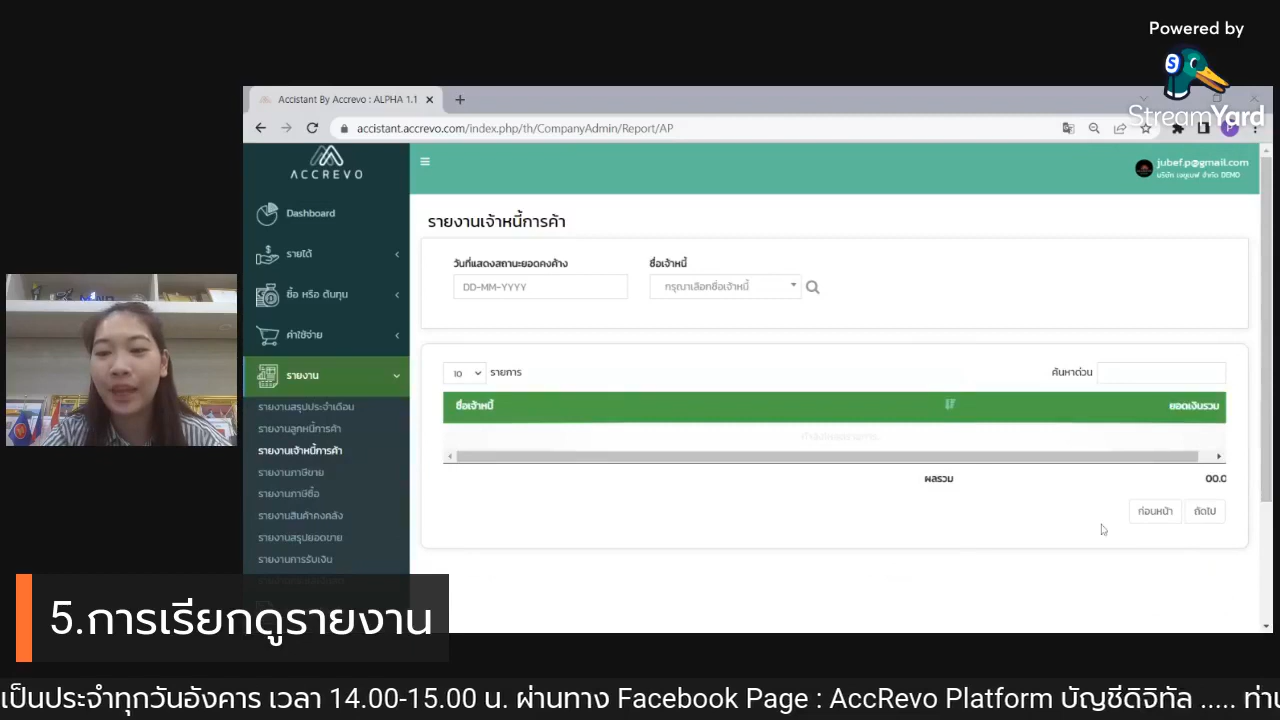 Powered by
StreamYard
Accistant By Accrevo : ALPHA 1.1
accistant.accrevo.com/index.php/th/CompanyAdmin/Report/AP
ACCREVO
jubef.p@gmail.com
บริษัท เจบูเบฟ จำกัด DEMO
Dashboard
รายได้
ซื้อ หรือ ต้นทุน
ค่าใช้จ่าย
รายงาน
รายงานสรุปประจำเดือน
รายงานลูกหนี้การค้า
รายงานเจ้าหนี้การค้า
รายงานภาษีขาย
รายงานภาษีซื้อ
รายงานสินค้าคงคลัง
รายงานสรุปยอดขาย
รายงานการรับเงิน
รายงานเจ้าหนี้การค้า
วันที่แสดงสถานะยอดคงค้าง
ชื่อเจ้าหนี้
DD-MM-YYYY
กรุณาเลือกชื่อเจ้าหนี้
10 รายการ
ค้นหาด่วน
ชื่อเจ้าหนี้ ยอดเงินรวม
ผลรวม 00.0
ก่อนหน้า ถัดไป
5.การเรียกดูรายงาน
เป็นประจำทุกวันอังคาร เวลา 14.00-15.00 น. ผ่านทาง Facebook Page : AccRevo Platform บัญชีดิจิทัล ..... ท่าน